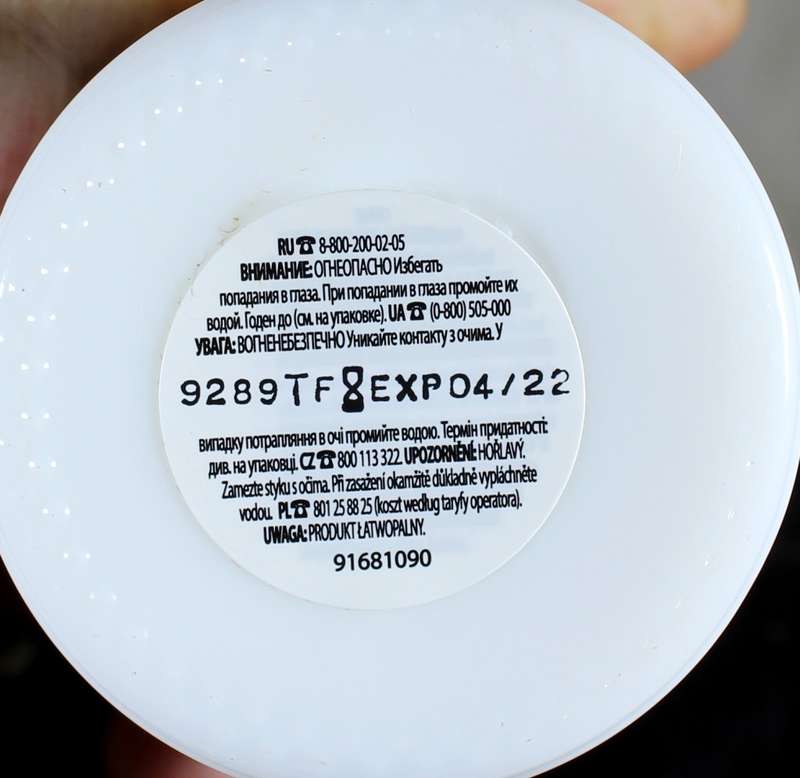 RU ☎ 8-800-200-02-05
ВНИМАНИЕ: ОГНЕОПАСНО Избегать
попадания в глаза. При попадании в глаза промойте их
водой. Годен до (см. на упаковке). UA ☎ (0-800) 505-000
УВАГА: ВОГНЕНЕБЕЗПЕЧНО Уникайте контакту з очима. У
9289TF EXP04/22
випадку потрапляння в очі промийте водою. Термін придатності:
див. на упаковці. CZ ☎ 800 113 322. UPOZORNĚNÍ: HOŘLAVÝ.
Zamezte styku s očima. Při zasažení okamžitě důkladně vypláchněte
vodou. PL ☎ 801 25 88 25 (koszt według taryfy operatora).
UWAGA: PRODUKT ŁATWOPALNY.
91681090